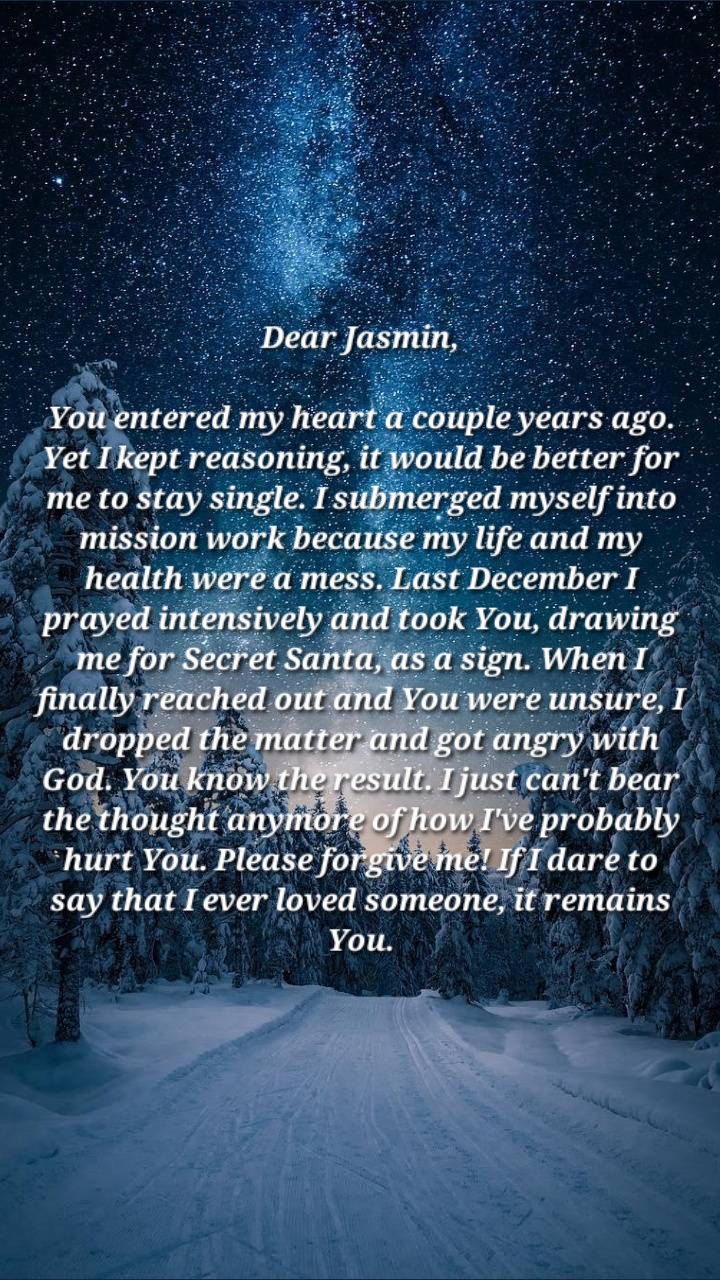 Dear Jasmin,
You entered my heart a couple years ago.
Yet I kept reasoning, it would be better for
me to stay single. I submerged myself into
mission work because my life and my
health were a mess. Last December I
prayed intensively and took You, drawing
me for Secret Santa, as a sign. When I
finally reached out and You were unsure, I
dropped the matter and got angry with
God. You know the result. I just can't bear
the thought anymore of how I've probably
hurt You. Please forgive me! If I dare to
say that I ever loved someone, it remains
You.